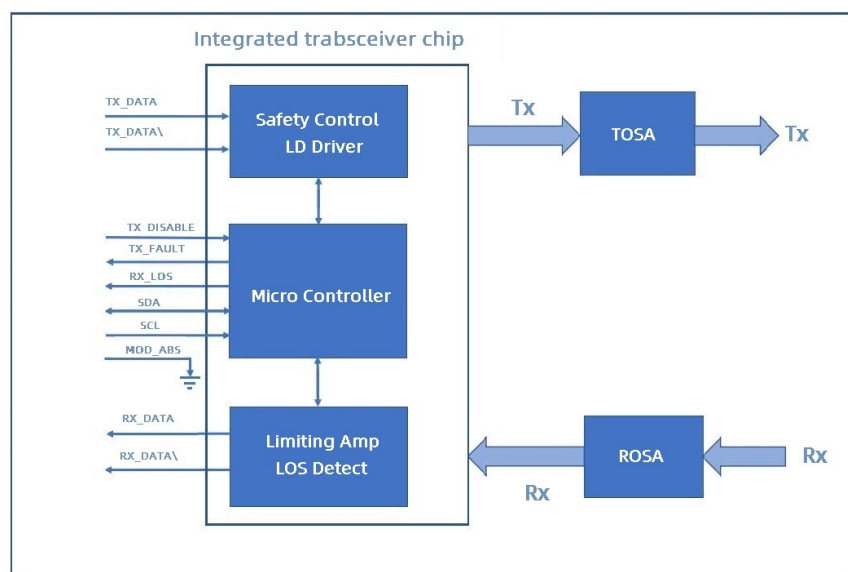 Integrated trabsceiver chip
TX_DATA
TX_DATA\
Safety Control
LD Driver
Tx
TOSA
Tx
TX_DISABLE
TX_FAULT
RX_LOS
SDA
SCL
MOD_ABS
Micro Controller
RX_DATA
RX_DATA\
Limiting Amp
LOS Detect
Rx
ROSA
Rx